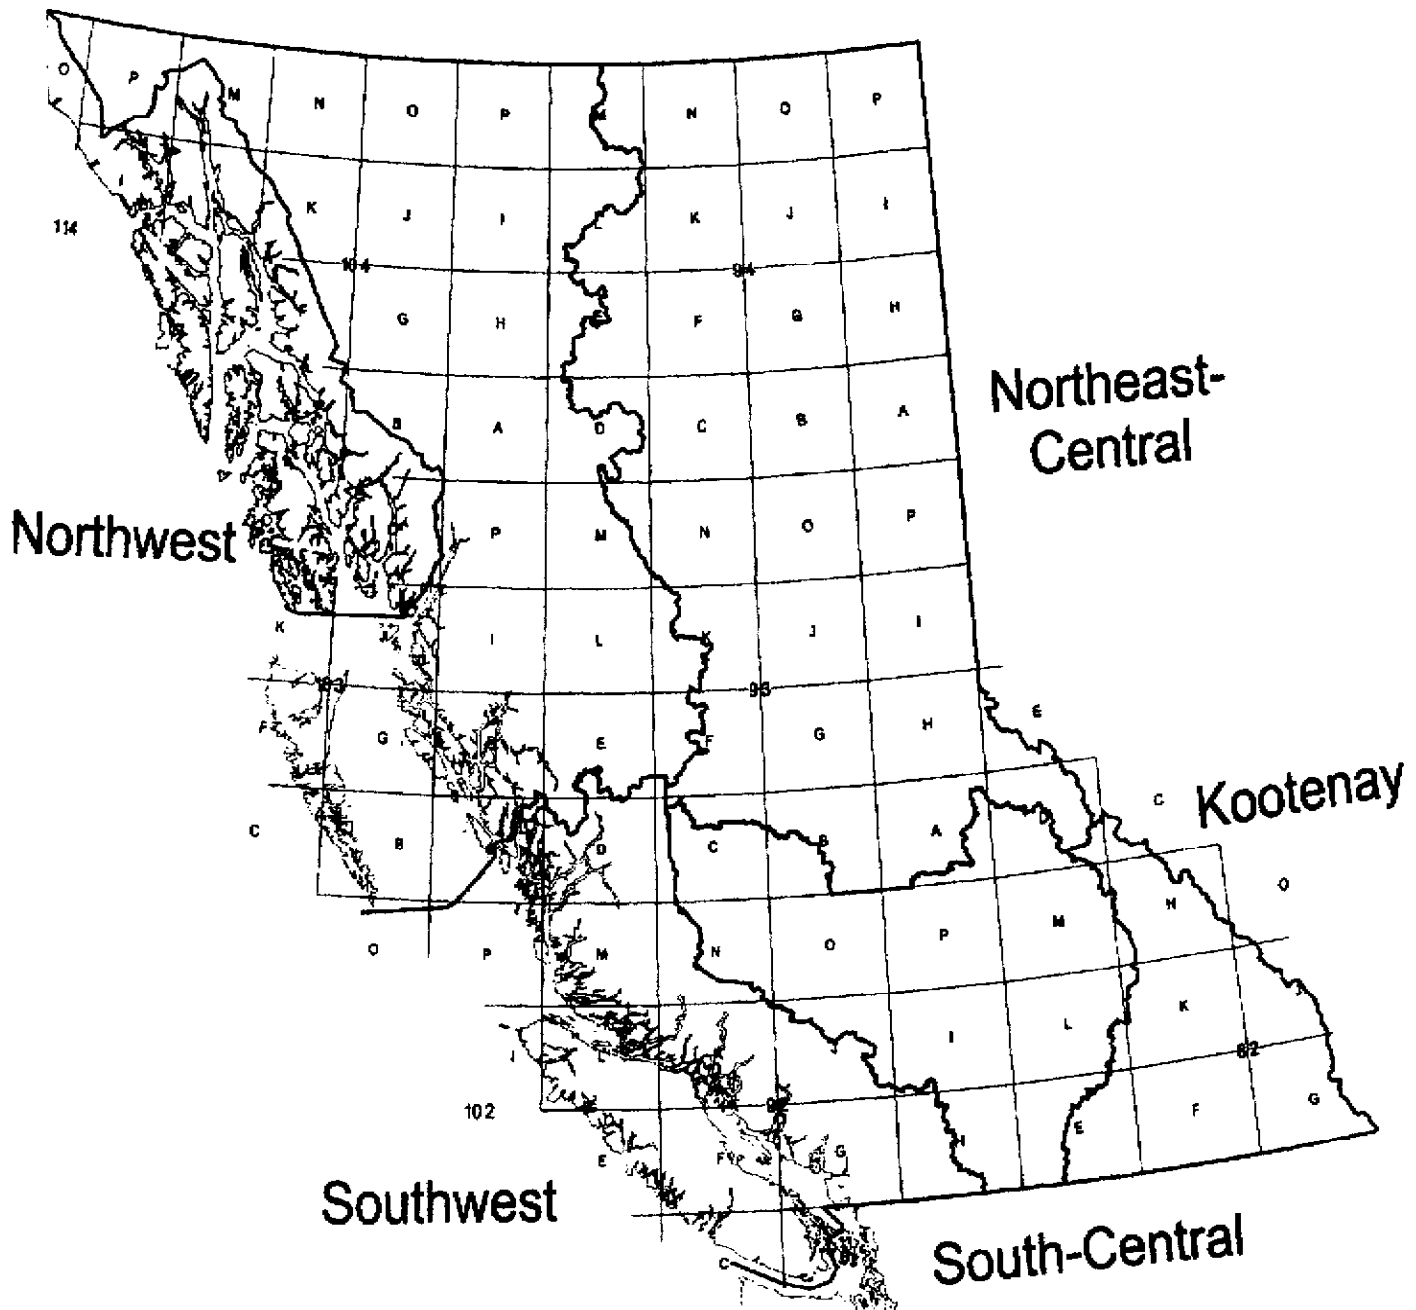 O P M N O P M N O P
K J I L K J I
114
104 94
G H F G H
Northeast-
Central
B A D C B A
Northwest
P M N O P
K I L K J I
103 93
E
F G E F G H
Kootenay
C
C B D C B A D
O
H
O P M N O P M
J
I L I L K
82
102 92
E F G H E F G
Southwest
South-Central
C